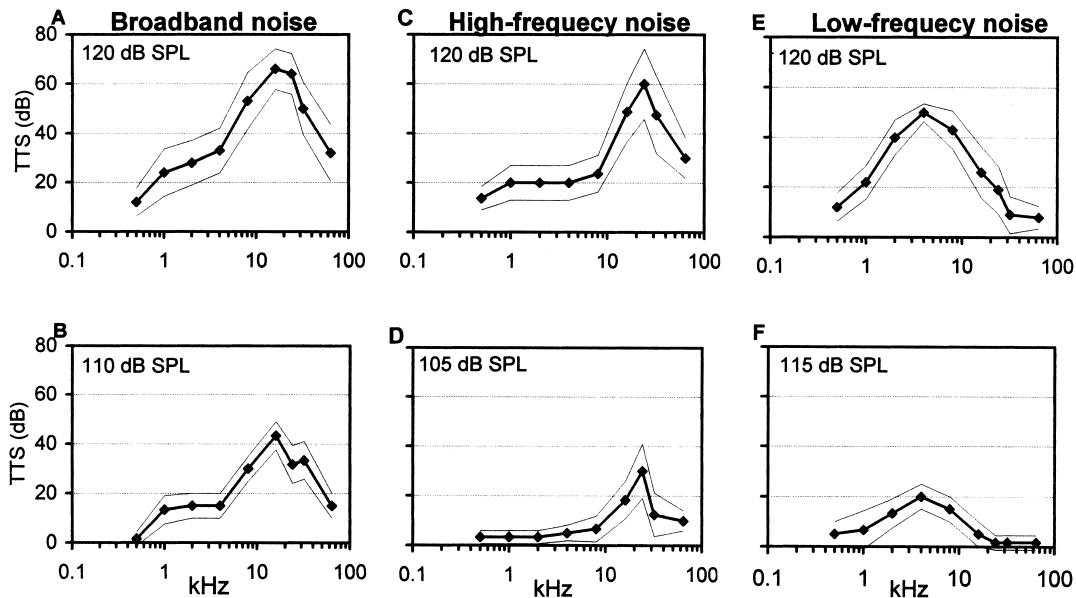 A Broadband noise
C High-frequecy noise
E Low-frequecy noise
120 dB SPL
120 dB SPL
120 dB SPL
TTS (dB)
80
60
40
20
0
0.1 1 10 100
0.1 1 10 100
0.1 1 10 100
B
D
F
110 dB SPL
105 dB SPL
115 dB SPL
TTS (dB)
80
60
40
20
0
0.1 1 10 100
0.1 1 10 100
0.1 1 10 100
kHz
kHz
kHz